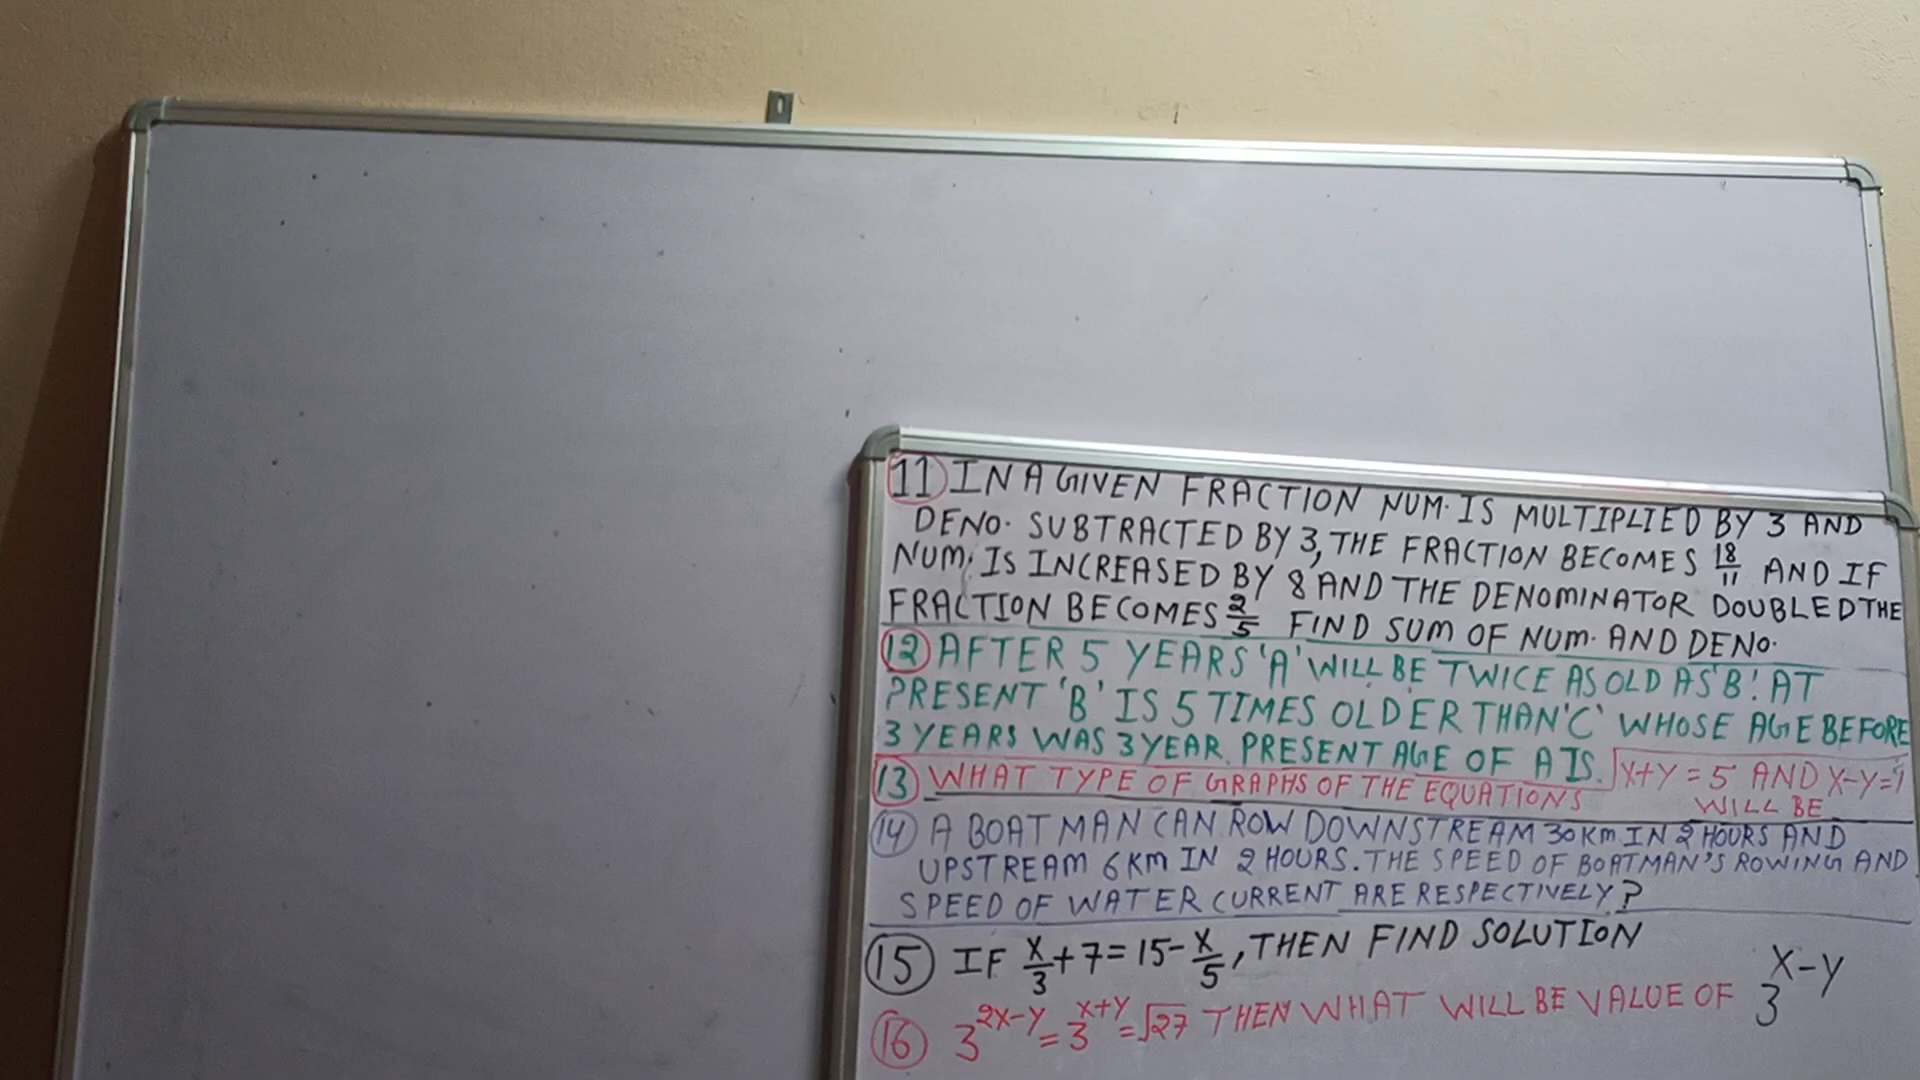 11 IN A GIVEN FRACTION NUM. IS MULTIPLIED BY 3 AND
DENO. SUBTRACTED BY 3, THE FRACTION BECOMES 18/11 AND IF
NUM. IS INCREASED BY 8 AND THE DENOMINATOR DOUBLED THE
FRACTION BECOMES 2/5 FIND SUM OF NUM. AND DENO.
12 AFTER 5 YEARS 'A' WILL BE TWICE AS OLD AS 'B'. AT
PRESENT 'B' IS 5 TIMES OLDER THAN 'C' WHOSE AGE BEFORE
3 YEARS WAS 3 YEAR. PRESENT AGE OF A IS.
13 WHAT TYPE OF GRAPHS OF THE EQUATIONS x+y=5 AND x-y=
WILL BE
14 A BOATMAN CAN ROW DOWNSTREAM 30 Km IN 2 HOURS AND
UPSTREAM 6 Km IN 2 HOURS. THE SPEED OF BOATMAN'S ROWING AND
SPEED OF WATER CURRENT ARE RESPECTIVELY?
15 IF x/3+7=15-x/5, THEN FIND SOLUTION
16 3^(2x-y)=3^(x+y)=√27 THEN WHAT WILL BE VALUE OF 3^(x-y)